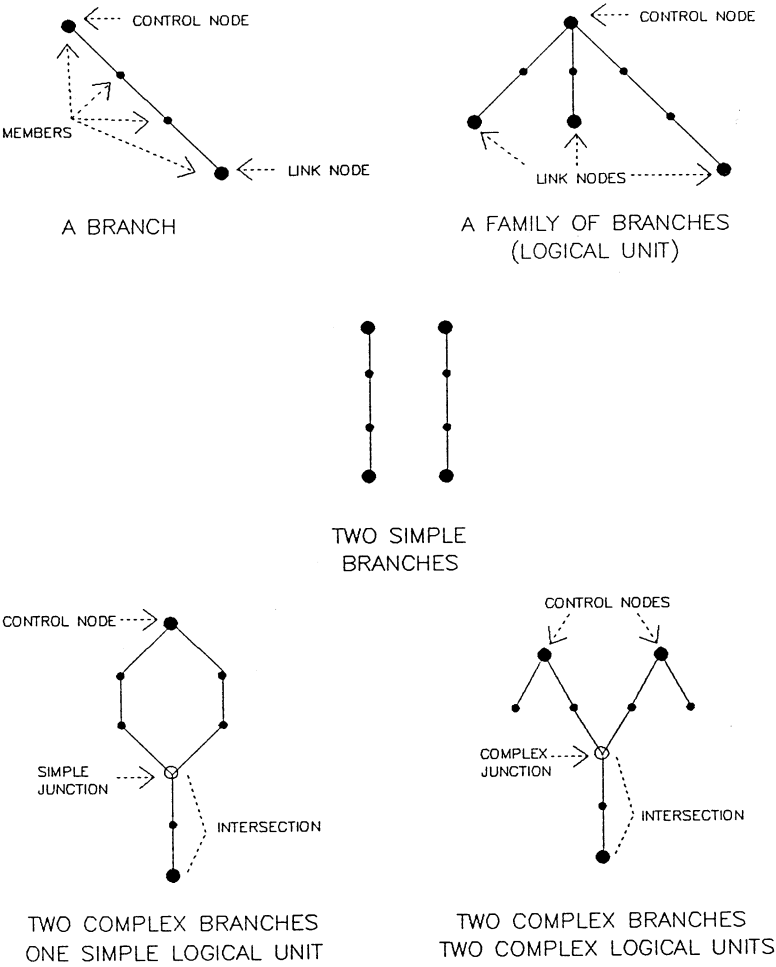 CONTROL NODE
MEMBERS
LINK NODE
A BRANCH
CONTROL NODE
LINK NODES
A FAMILY OF BRANCHES
(LOGICAL UNIT)
TWO SIMPLE
BRANCHES
CONTROL NODE
SIMPLE
JUNCTION
INTERSECTION
TWO COMPLEX BRANCHES
ONE SIMPLE LOGICAL UNIT
CONTROL NODES
COMPLEX
JUNCTION
INTERSECTION
TWO COMPLEX BRANCHES
TWO COMPLEX LOGICAL UNITS